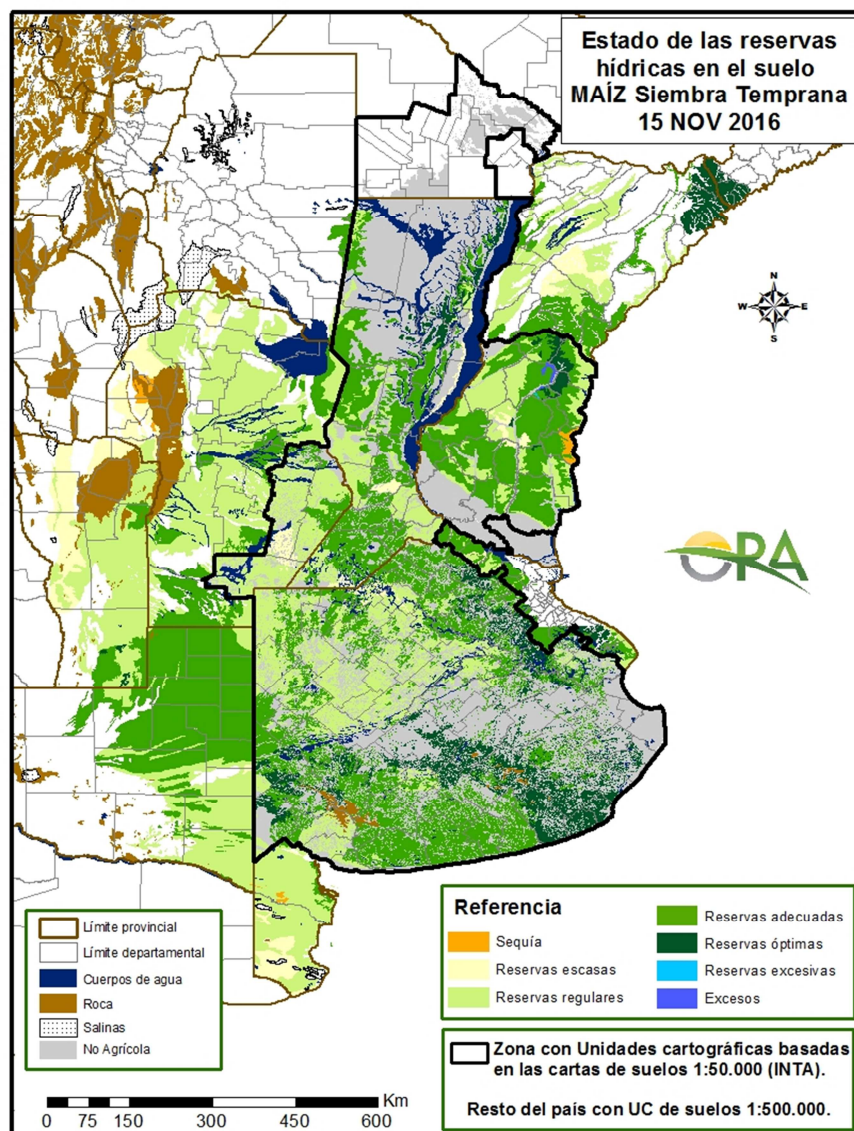 Estado de las reservas
hídricas en el suelo
MAÍZ Siembra Temprana
15 NOV 2016
N
W E
S
ORA
Límite provincial
Límite departamental
Cuerpos de agua
Roca
Salinas
No Agrícola
Referencia
Sequía
Reservas escasas
Reservas regulares
Reservas adecuadas
Reservas óptimas
Reservas excesivas
Excesos
Zona con Unidades cartográficas basadas
en las cartas de suelos 1:50.000 (INTA).
Resto del país con UC de suelos 1:500.000.
Km
0 75 150 300 450 600